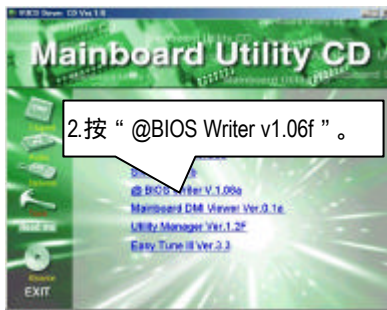 Mainboard Utility CD
2.按 “ @BIOS Writer v1.06f ” 。
@ BIOS Writer V.1.06e
Mainboard DMI Viewer Ver.0.1e
Utility Manager Ver.1.2F
Easy Tune III Ver.3.3
EXIT